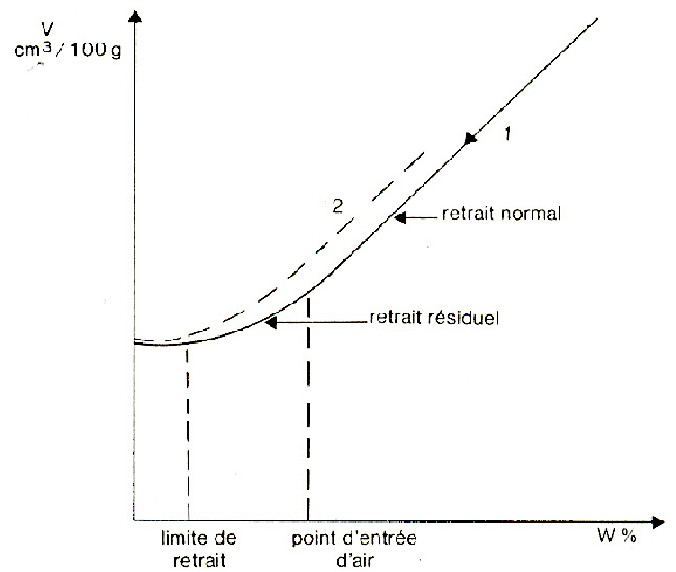 V
cm3/100 g
1
2
retrait normal
retrait résiduel
limite de
retrait
point d'entrée
d'air
W %